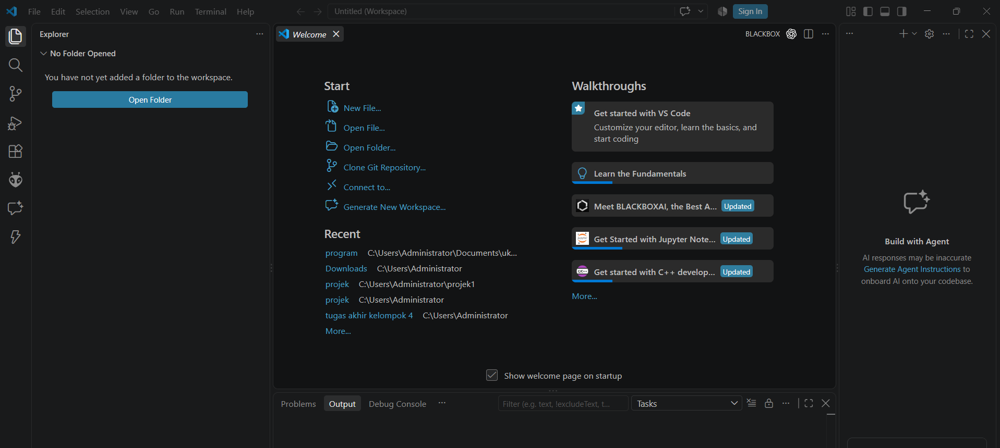 File Edit Selection View Go Run Terminal Help
Untitled (Workspace)
Sign In
Explorer
No Folder Opened
You have not yet added a folder to the workspace.
Open Folder
Welcome
BLACKBOX
Start
New File...
Open File...
Open Folder...
Clone Git Repository...
Connect to...
Generate New Workspace...
Recent
program C:\Users\Administrator\Documents\uk...
Downloads C:\Users\Administrator
projek C:\Users\Administrator\projek1
projek C:\Users\Administrator
tugas akhir kelompok 4 C:\Users\Administrator
More...
Walkthroughs
Get started with VS Code
Customize your editor, learn the basics, and
start coding
Learn the Fundamentals
Meet BLACKBOXAI, the Best A... Updated
jupyter Get Started with Jupyter Note... Updated
C/C++ Get started with C++ develop... Updated
More...
Show welcome page on startup
Problems Output Debug Console
Filter (e.g. text, !excludeText, t...
Tasks
Build with Agent
AI responses may be inaccurate
Generate Agent Instructions to
onboard AI onto your codebase.